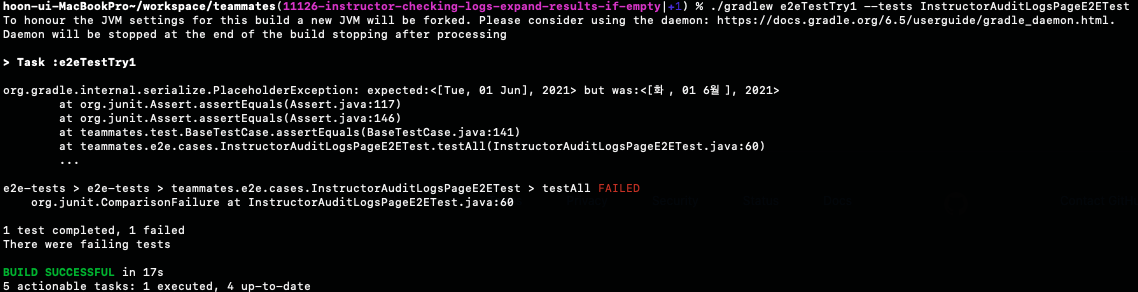 hoon-ui-MacBookPro~/workspace/teammates(11126-instructor-checking-logs-expand-results-if-empty|+1) % ./gradlew e2eTestTry1 --tests InstructorAuditLogsPageE2ETest
To honour the JVM settings for this build a new JVM will be forked. Please consider using the daemon: https://docs.gradle.org/6.5/userguide/gradle_daemon.html.
Daemon will be stopped at the end of the build stopping after processing
> Task :e2eTestTry1
org.gradle.internal.serialize.PlaceholderException: expected:<[Tue, 01 Jun], 2021> but was:<[화, 01 6월], 2021>
at org.junit.Assert.assertEquals(Assert.java:117)
at org.junit.Assert.assertEquals(Assert.java:146)
at teammates.test.BaseTestCase.assertEquals(BaseTestCase.java:141)
at teammates.e2e.cases.InstructorAuditLogsPageE2ETest.testAll(InstructorAuditLogsPageE2ETest.java:60)
...
e2e-tests > e2e-tests > teammates.e2e.cases.InstructorAuditLogsPageE2ETest > testAll FAILED
org.junit.ComparisonFailure at InstructorAuditLogsPageE2ETest.java:60
1 test completed, 1 failed
There were failing tests
BUILD SUCCESSFUL in 17s
5 actionable tasks: 1 executed, 4 up-to-date